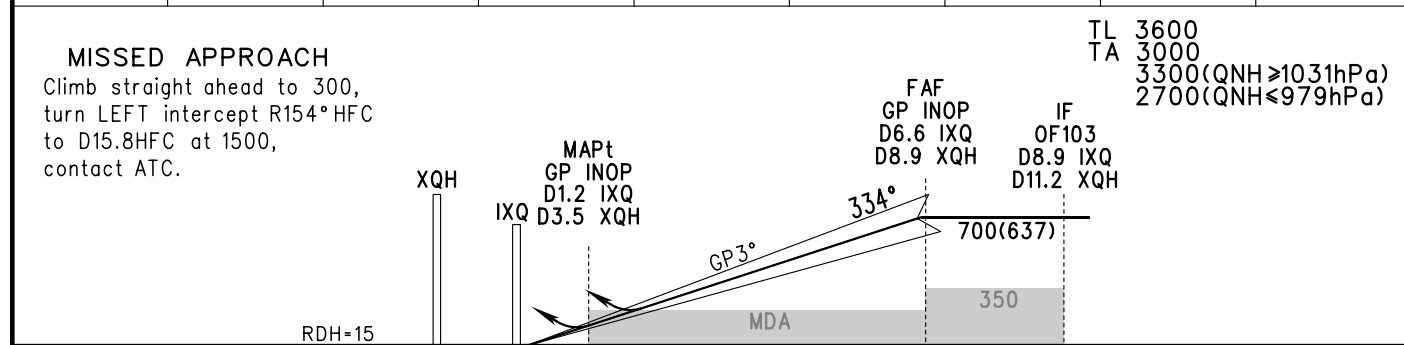 MISSED APPROACH
Climb straight ahead to 300,
turn LEFT intercept R154° HFC
to D15.8HFC at 1500,
contact ATC.
TL 3600
TA 3000
3300(QNH≥1031hPa)
2700(QNH≤979hPa)
FAF
GP INOP
D6.6 IXQ
D8.9 XQH
IF
OF103
D8.9 IXQ
D11.2 XQH
MAPt
GP INOP
D1.2 IXQ
D3.5 XQH
XQH
IXQ
334°
GP3°
700(637)
350
MDA
RDH=15